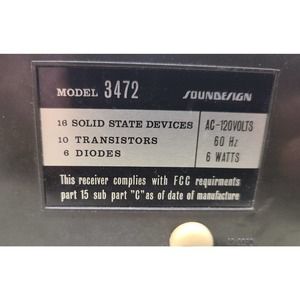 MODEL 3472 SOUNDESIGN
16 SOLID STATE DEVICES
10 TRANSISTORS
6 DIODES
AC-120VOLTS
60 Hz
6 WATTS
This receiver complies with FCC requirments
part 15 sub part "C" as of date of manufacture